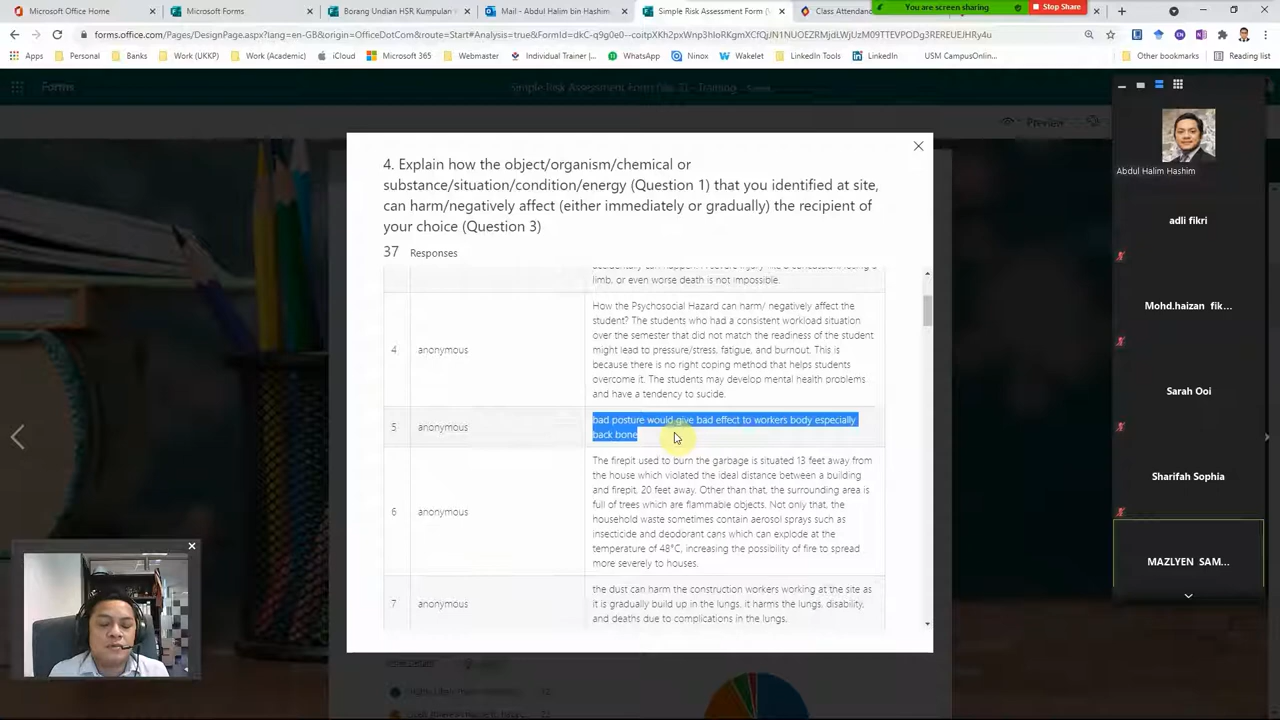 Microsoft Office Home
Microsoft Forms
Borang Undian HSR Kumpulan
Mail - Abdul Halim bin Hashim
Simple Risk Assessment Form
Class Attendanc
You are screen sharing
Stop Share
Apps
Personal
Banks
Work (UKKP)
Work (Academic)
iCloud
Microsoft 365
Webmaster
Individual Trainer |...
WhatsApp
Ninox
Wakelet
LinkedIn Tools
LinkedIn
USM CampusOnlin...
Other bookmarks
Reading list
Forms
Preview
4. Explain how the object/organism/chemical or
substance/situation/condition/energy (Question 1) that you identified at site,
can harm/negatively affect (either immediately or gradually) the recipient of
your choice (Question 3)
37 Responses
limb, or even worse death is not impossible.
4
anonymous
How the Psychosocial Hazard can harm/ negatively affect the
student? The students who had a consistent workload situation
over the semester that did not match the readiness of the student
might lead to pressure/stress, fatigue, and burnout. This is
because there is no right coping method that helps students
overcome it. The students may develop mental health problems
and have a tendency to sucide.
5
anonymous
bad posture would give bad effect to workers body especially
back bone
6
anonymous
The firepit used to burn the garbage is situated 13 feet away from
the house which violated the ideal distance between a building
and firepit, 20 feet away. Other than that, the surrounding area is
full of trees which are flammable objects. Not only that, the
household waste sometimes contain aerosol sprays such as
insecticide and deodorant cans which can explode at the
temperature of 48°C, increasing the possibility of fire to spread
more severely to houses.
7
anonymous
the dust can harm the construction workers working at the site as
it is gradually build up in the lungs, it harms the lungs, disability,
and deaths due to complications in the lungs.
Abdul Halim Hashim
adli fikri
Mohd.haizan fik...
Sarah Ooi
Sharifah Sophia
MAZLYEN SAM...